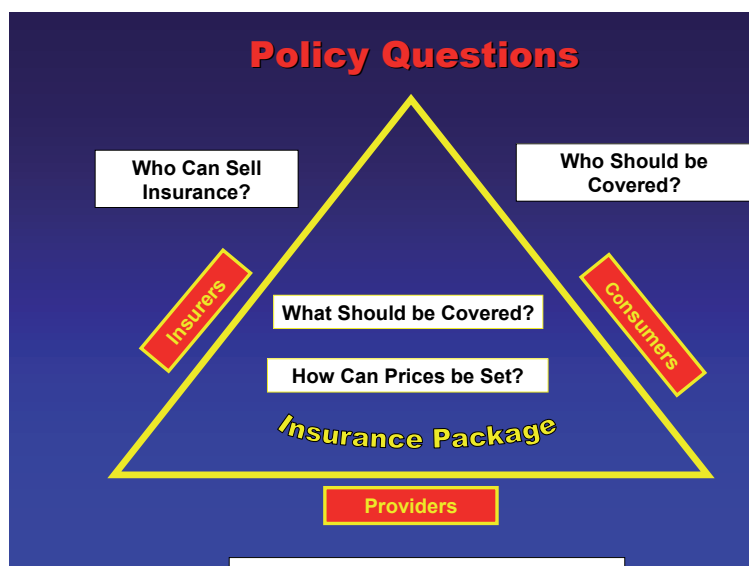 Policy Questions
Who Can Sell
Insurance?
Who Should be
Covered?
Insurers
Consumers
What Should be Covered?
How Can Prices be Set?
Insurance Package
Providers